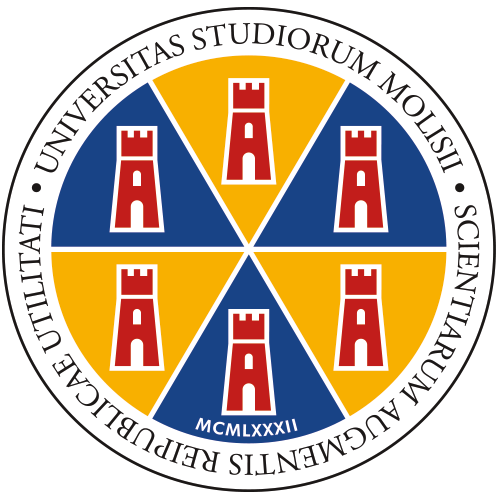 UNIVERSITAS STUDIORUM MOLISII • SCIENTIARUM AUGMENTIS REIPUBLICAE UTILITATI •
MCMLXXXII